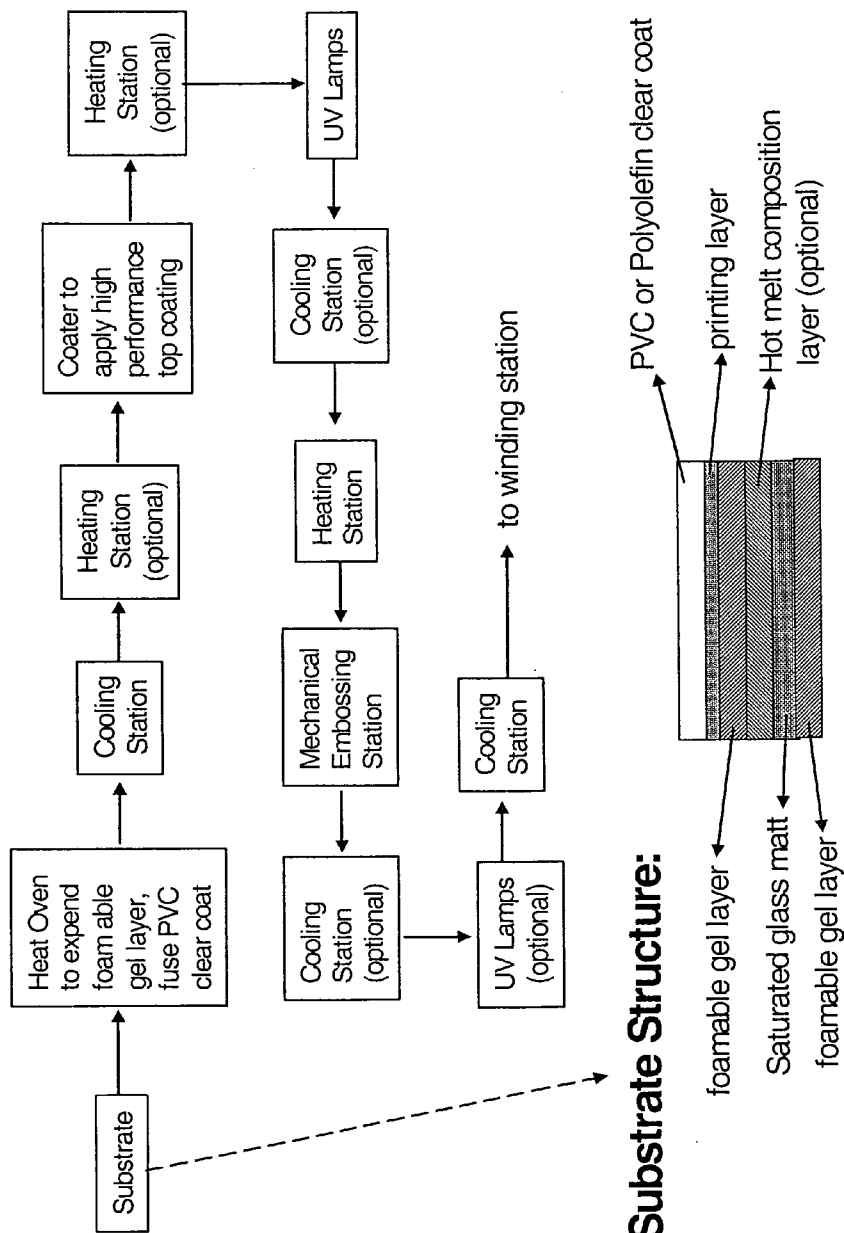 Substrate
Heat Oven
to expend
foam able
gel layer,
fuse PVC
clear coat
Cooling
Station
Heating
Station
(optional)
Coater to
apply high
performance
top coating
Heating
Station
(optional)
UV Lamps
Cooling
Station
(optional)
Heating
Station
Mechanical
Embossing
Station
Cooling
Station
(optional)
UV Lamps
(optional)
Cooling
Station
to winding station
Substrate Structure:
foamable gel layer
Saturated glass matt
foamable gel layer
PVC or Polyolefin clear coat
printing layer
Hot melt composition
layer (optional)